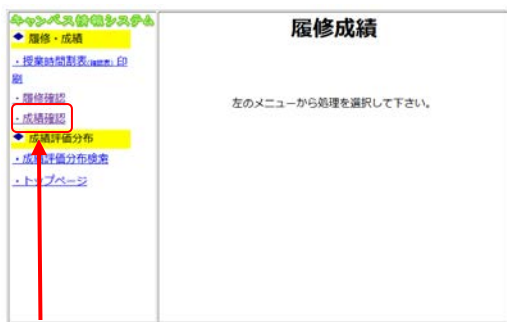 キャンパス情報システム
履修・成績
・授業時間割表(確認表)印
刷
・履修確認
・成績確認
成績評価分布
・成績評価分布検索
・トップページ
履修成績
左のメニューから処理を選択して下さい。